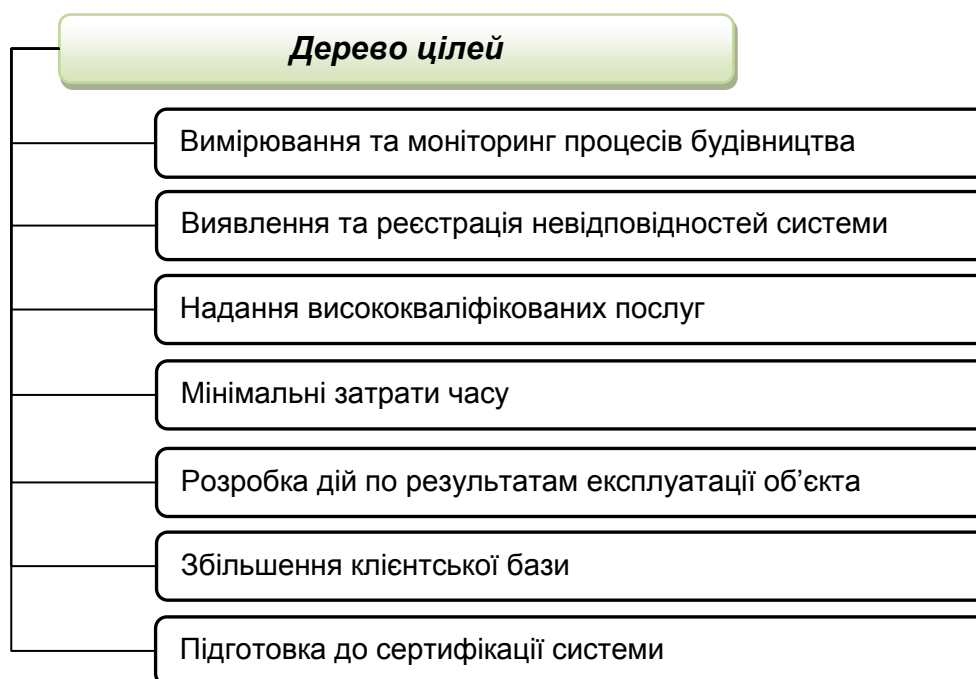 Дерево цілей
Вимірювання та моніторинг процесів будівництва
Виявлення та реєстрація невідповідностей системи
Надання висококваліфікованих послуг
Мінімальні затрати часу
Розробка дій по результатам експлуатації об’єкта
Збільшення клієнтської бази
Підготовка до сертифікації системи